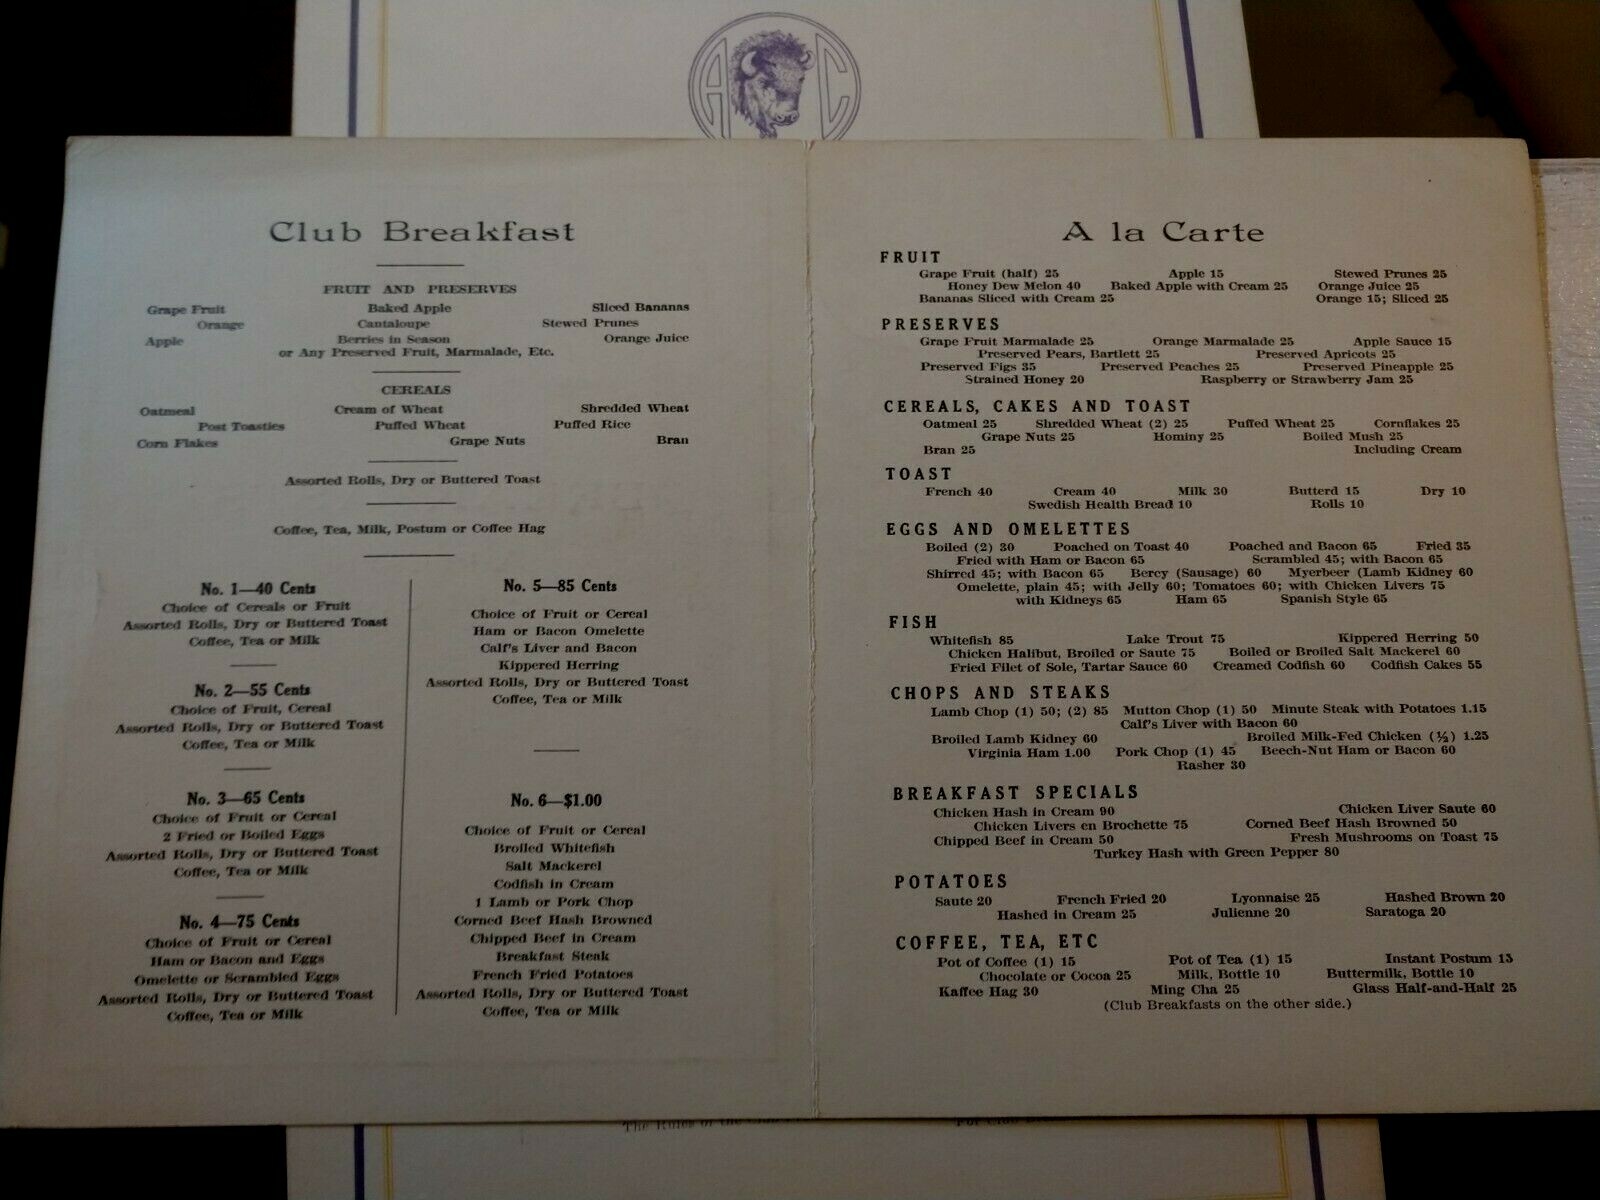 A C
Club Breakfast
FRUIT AND PRESERVES
Grape Fruit Baked Apple Sliced Bananas
Orange Cantaloupe Stewed Prunes
Apple Berries in Season Orange Juice
or Any Preserved Fruit, Marmalade, Etc.
CEREALS
Oatmeal Cream of Wheat Shredded Wheat
Post Toasties Puffed Wheat Puffed Rice
Corn Flakes Grape Nuts Bran
Assorted Rolls, Dry or Buttered Toast
Coffee, Tea, Milk, Postum or Coffee Hag
No. 1—40 Cents
Choice of Cereals or Fruit
Assorted Rolls, Dry or Buttered Toast
Coffee, Tea or Milk
No. 2—55 Cents
Choice of Fruit, Cereal
Assorted Rolls, Dry or Buttered Toast
Coffee, Tea or Milk
No. 3—65 Cents
Choice of Fruit or Cereal
2 Fried or Boiled Eggs
Assorted Rolls, Dry or Buttered Toast
Coffee, Tea or Milk
No. 4—75 Cents
Choice of Fruit or Cereal
Ham or Bacon and Eggs
Omelette or Scrambled Eggs
Assorted Rolls, Dry or Buttered Toast
Coffee, Tea or Milk
No. 5—85 Cents
Choice of Fruit or Cereal
Ham or Bacon Omelette
Calf's Liver and Bacon
Kippered Herring
Assorted Rolls, Dry or Buttered Toast
Coffee, Tea or Milk
No. 6—$1.00
Choice of Fruit or Cereal
Broiled Whitefish
Salt Mackerel
Codfish in Cream
1 Lamb or Pork Chop
Corned Beef Hash Browned
Chipped Beef in Cream
Breakfast Steak
French Fried Potatoes
Assorted Rolls, Dry or Buttered Toast
Coffee, Tea or Milk
A la Carte
FRUIT
Grape Fruit (half) 25 Apple 15 Stewed Prunes 25
Honey Dew Melon 40 Baked Apple with Cream 25 Orange Juice 25
Bananas Sliced with Cream 25 Orange 15; Sliced 25
PRESERVES
Grape Fruit Marmalade 25 Orange Marmalade 25 Apple Sauce 15
Preserved Pears, Bartlett 25 Preserved Apricots 25
Preserved Figs 35 Preserved Peaches 25 Preserved Pineapple 25
Strained Honey 20 Raspberry or Strawberry Jam 25
CEREALS, CAKES AND TOAST
Oatmeal 25 Shredded Wheat (2) 25 Puffed Wheat 25 Cornflakes 25
Grape Nuts 25 Hominy 25 Boiled Mush 25
Bran 25 Including Cream
TOAST
French 40 Cream 40 Milk 30 Butterd 15 Dry 10
Swedish Health Bread 10 Rolls 10
EGGS AND OMELETTES
Boiled (2) 30 Poached on Toast 40 Poached and Bacon 65 Fried 35
Fried with Ham or Bacon 65 Scrambled 45; with Bacon 65
Shirred 45; with Bacon 65 Bercy (Sausage) 60 Myerbeer (Lamb Kidney 60
Omelette, plain 45; with Jelly 60; Tomatoes 60; with Chicken Livers 75
with Kidneys 65 Ham 65 Spanish Style 65
FISH
Whitefish 85 Lake Trout 75 Kippered Herring 50
Chicken Halibut, Broiled or Saute 75 Boiled or Broiled Salt Mackerel 60
Fried Filet of Sole, Tartar Sauce 60 Creamed Codfish 60 Codfish Cakes 55
CHOPS AND STEAKS
Lamb Chop (1) 50; (2) 85 Mutton Chop (1) 50 Minute Steak with Potatoes 1.15
Calf's Liver with Bacon 60
Broiled Lamb Kidney 60 Broiled Milk-Fed Chicken (½) 1.25
Virginia Ham 1.00 Pork Chop (1) 45 Beech-Nut Ham or Bacon 60
Rasher 30
BREAKFAST SPECIALS
Chicken Hash in Cream 90 Chicken Liver Saute 60
Chicken Livers en Brochette 75 Corned Beef Hash Browned 50
Chipped Beef in Cream 50 Fresh Mushrooms on Toast 75
Turkey Hash with Green Pepper 80
POTATOES
Saute 20 French Fried 20 Lyonnaise 25 Hashed Brown 20
Hashed in Cream 25 Julienne 20 Saratoga 20
COFFEE, TEA, ETC
Pot of Coffee (1) 15 Pot of Tea (1) 15 Instant Postum 15
Chocolate or Cocoa 25 Milk, Bottle 10 Buttermilk, Bottle 10
Kaffee Hag 30 Ming Cha 25 Glass Half-and-Half 25
(Club Breakfasts on the other side.)
The Rules of the Club